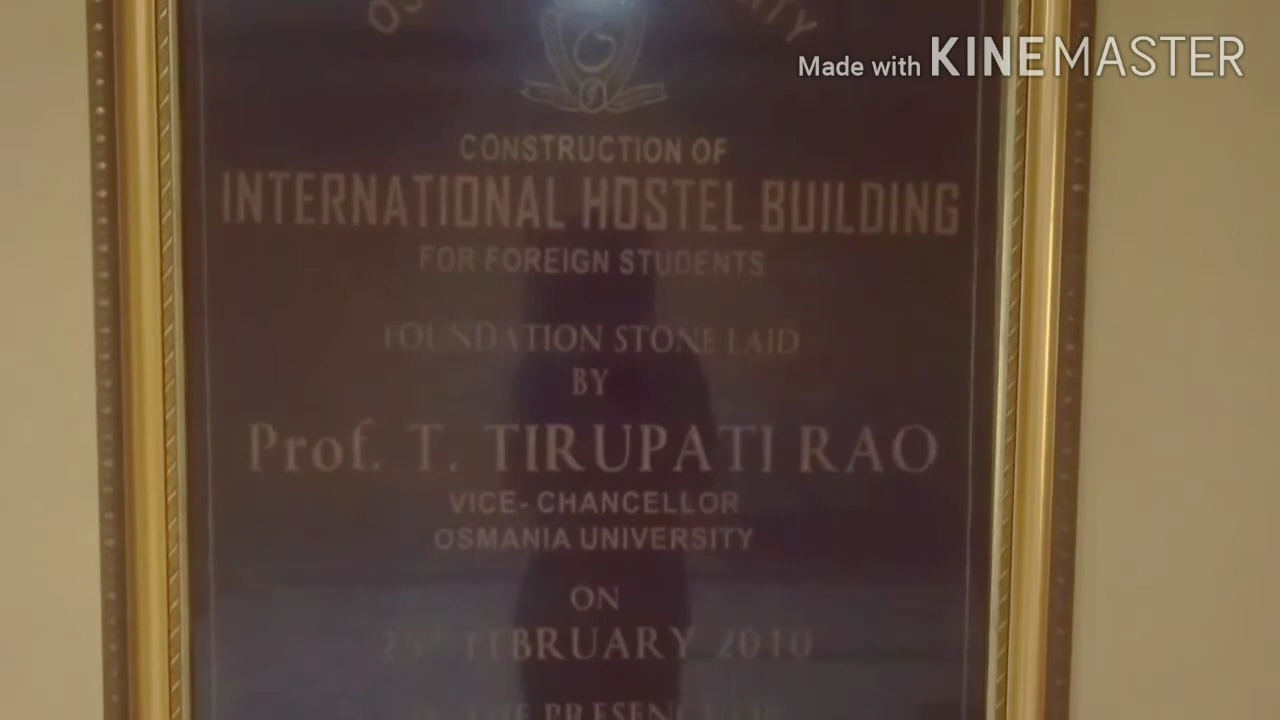 Made with KINEMASTER
CONSTRUCTION OF
INTERNATIONAL HOSTEL BUILDING
FOR FOREIGN STUDENTS
FOUNDATION STONE LAID
BY
Prof. T. TIRUPATI RAO
VICE- CHANCELLOR
OSMANIA UNIVERSITY
ON
FEBRUARY 2010
PRESENCE